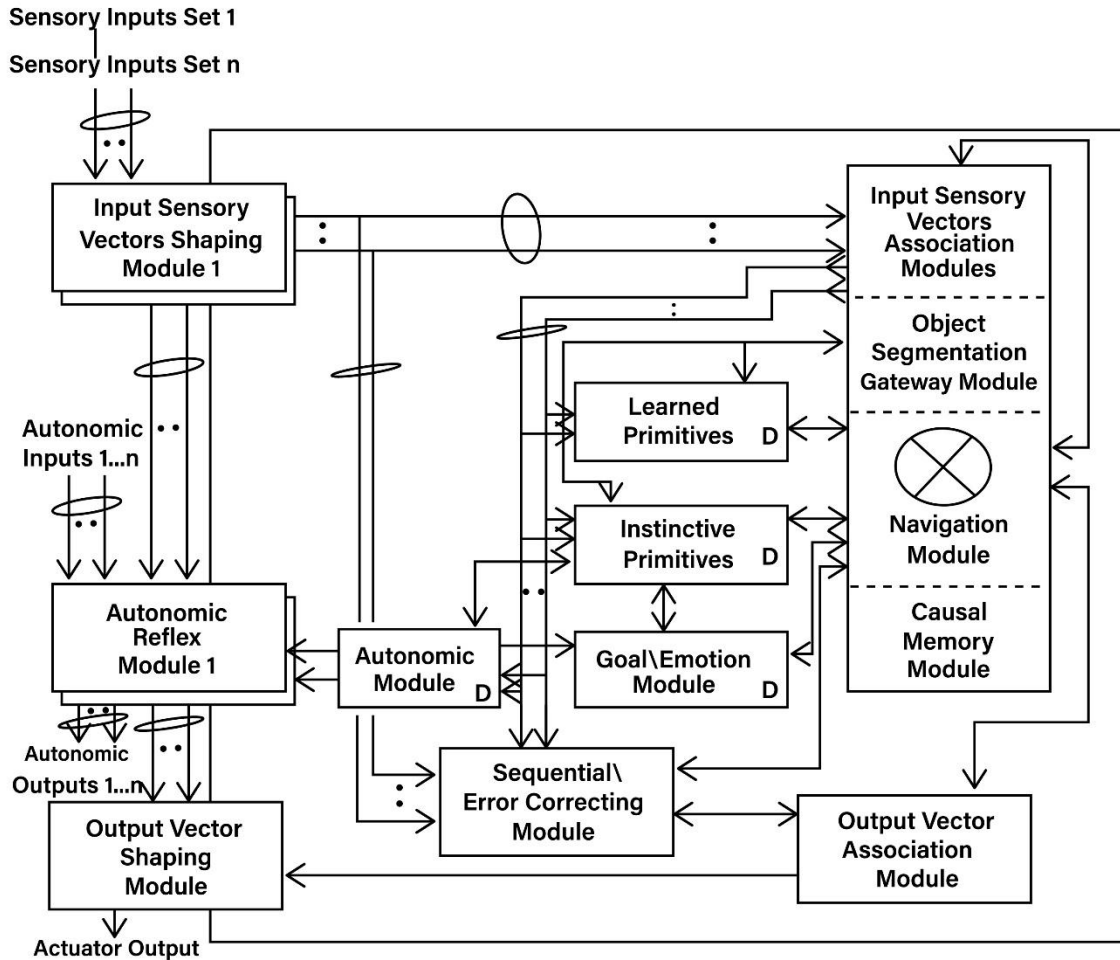 Sensory Inputs Set 1
Sensory Inputs Set n
Input Sensory
Vectors Shaping
Module 1
Input Sensory
Vectors
Association
Modules
Object
Segmentation
Gateway Module
Learned
Primitives
D
Autonomic
Inputs 1...n
Navigation
Module
Instinctive
Primitives
D
Autonomic
Reflex
Module 1
Autonomic
Module
D
Goal\Emotion
Module
D
Causal
Memory
Module
Autonomic
Outputs 1...n
Sequential\
Error Correcting
Module
Output Vector
Shaping
Module
Output Vector
Association
Module
Actuator Output